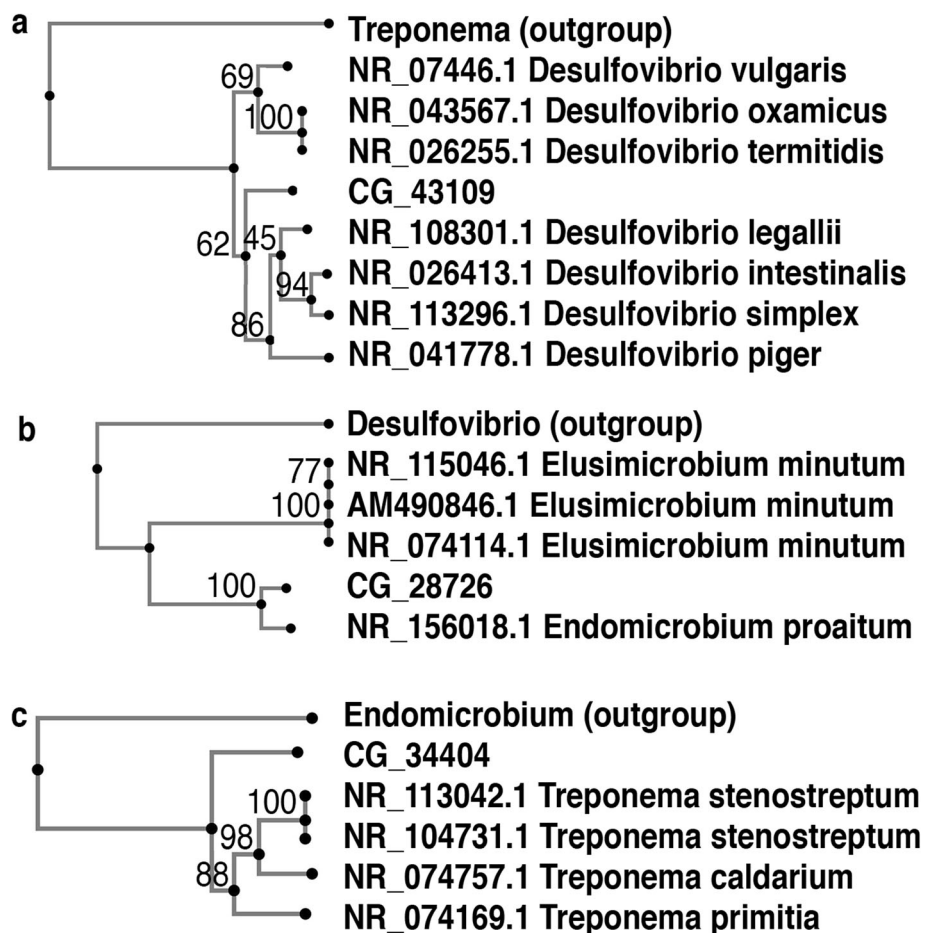 a
Treponema (outgroup)
69
NR_07446.1 Desulfovibrio vulgaris
100
NR_043567.1 Desulfovibrio oxamicus
NR_026255.1 Desulfovibrio termitidis
CG_43109
62
45
NR_108301.1 Desulfovibrio legallii
94
NR_026413.1 Desulfovibrio intestinalis
NR_113296.1 Desulfovibrio simplex
86
NR_041778.1 Desulfovibrio piger
b
Desulfovibrio (outgroup)
77
NR_115046.1 Elusimicrobium minutum
100
AM490846.1 Elusimicrobium minutum
NR_074114.1 Elusimicrobium minutum
100
CG_28726
NR_156018.1 Endomicrobium proaitum
c
Endomicrobium (outgroup)
CG_34404
100
NR_113042.1 Treponema stenostreptum
98
NR_104731.1 Treponema stenostreptum
88
NR_074757.1 Treponema caldarium
NR_074169.1 Treponema primitia